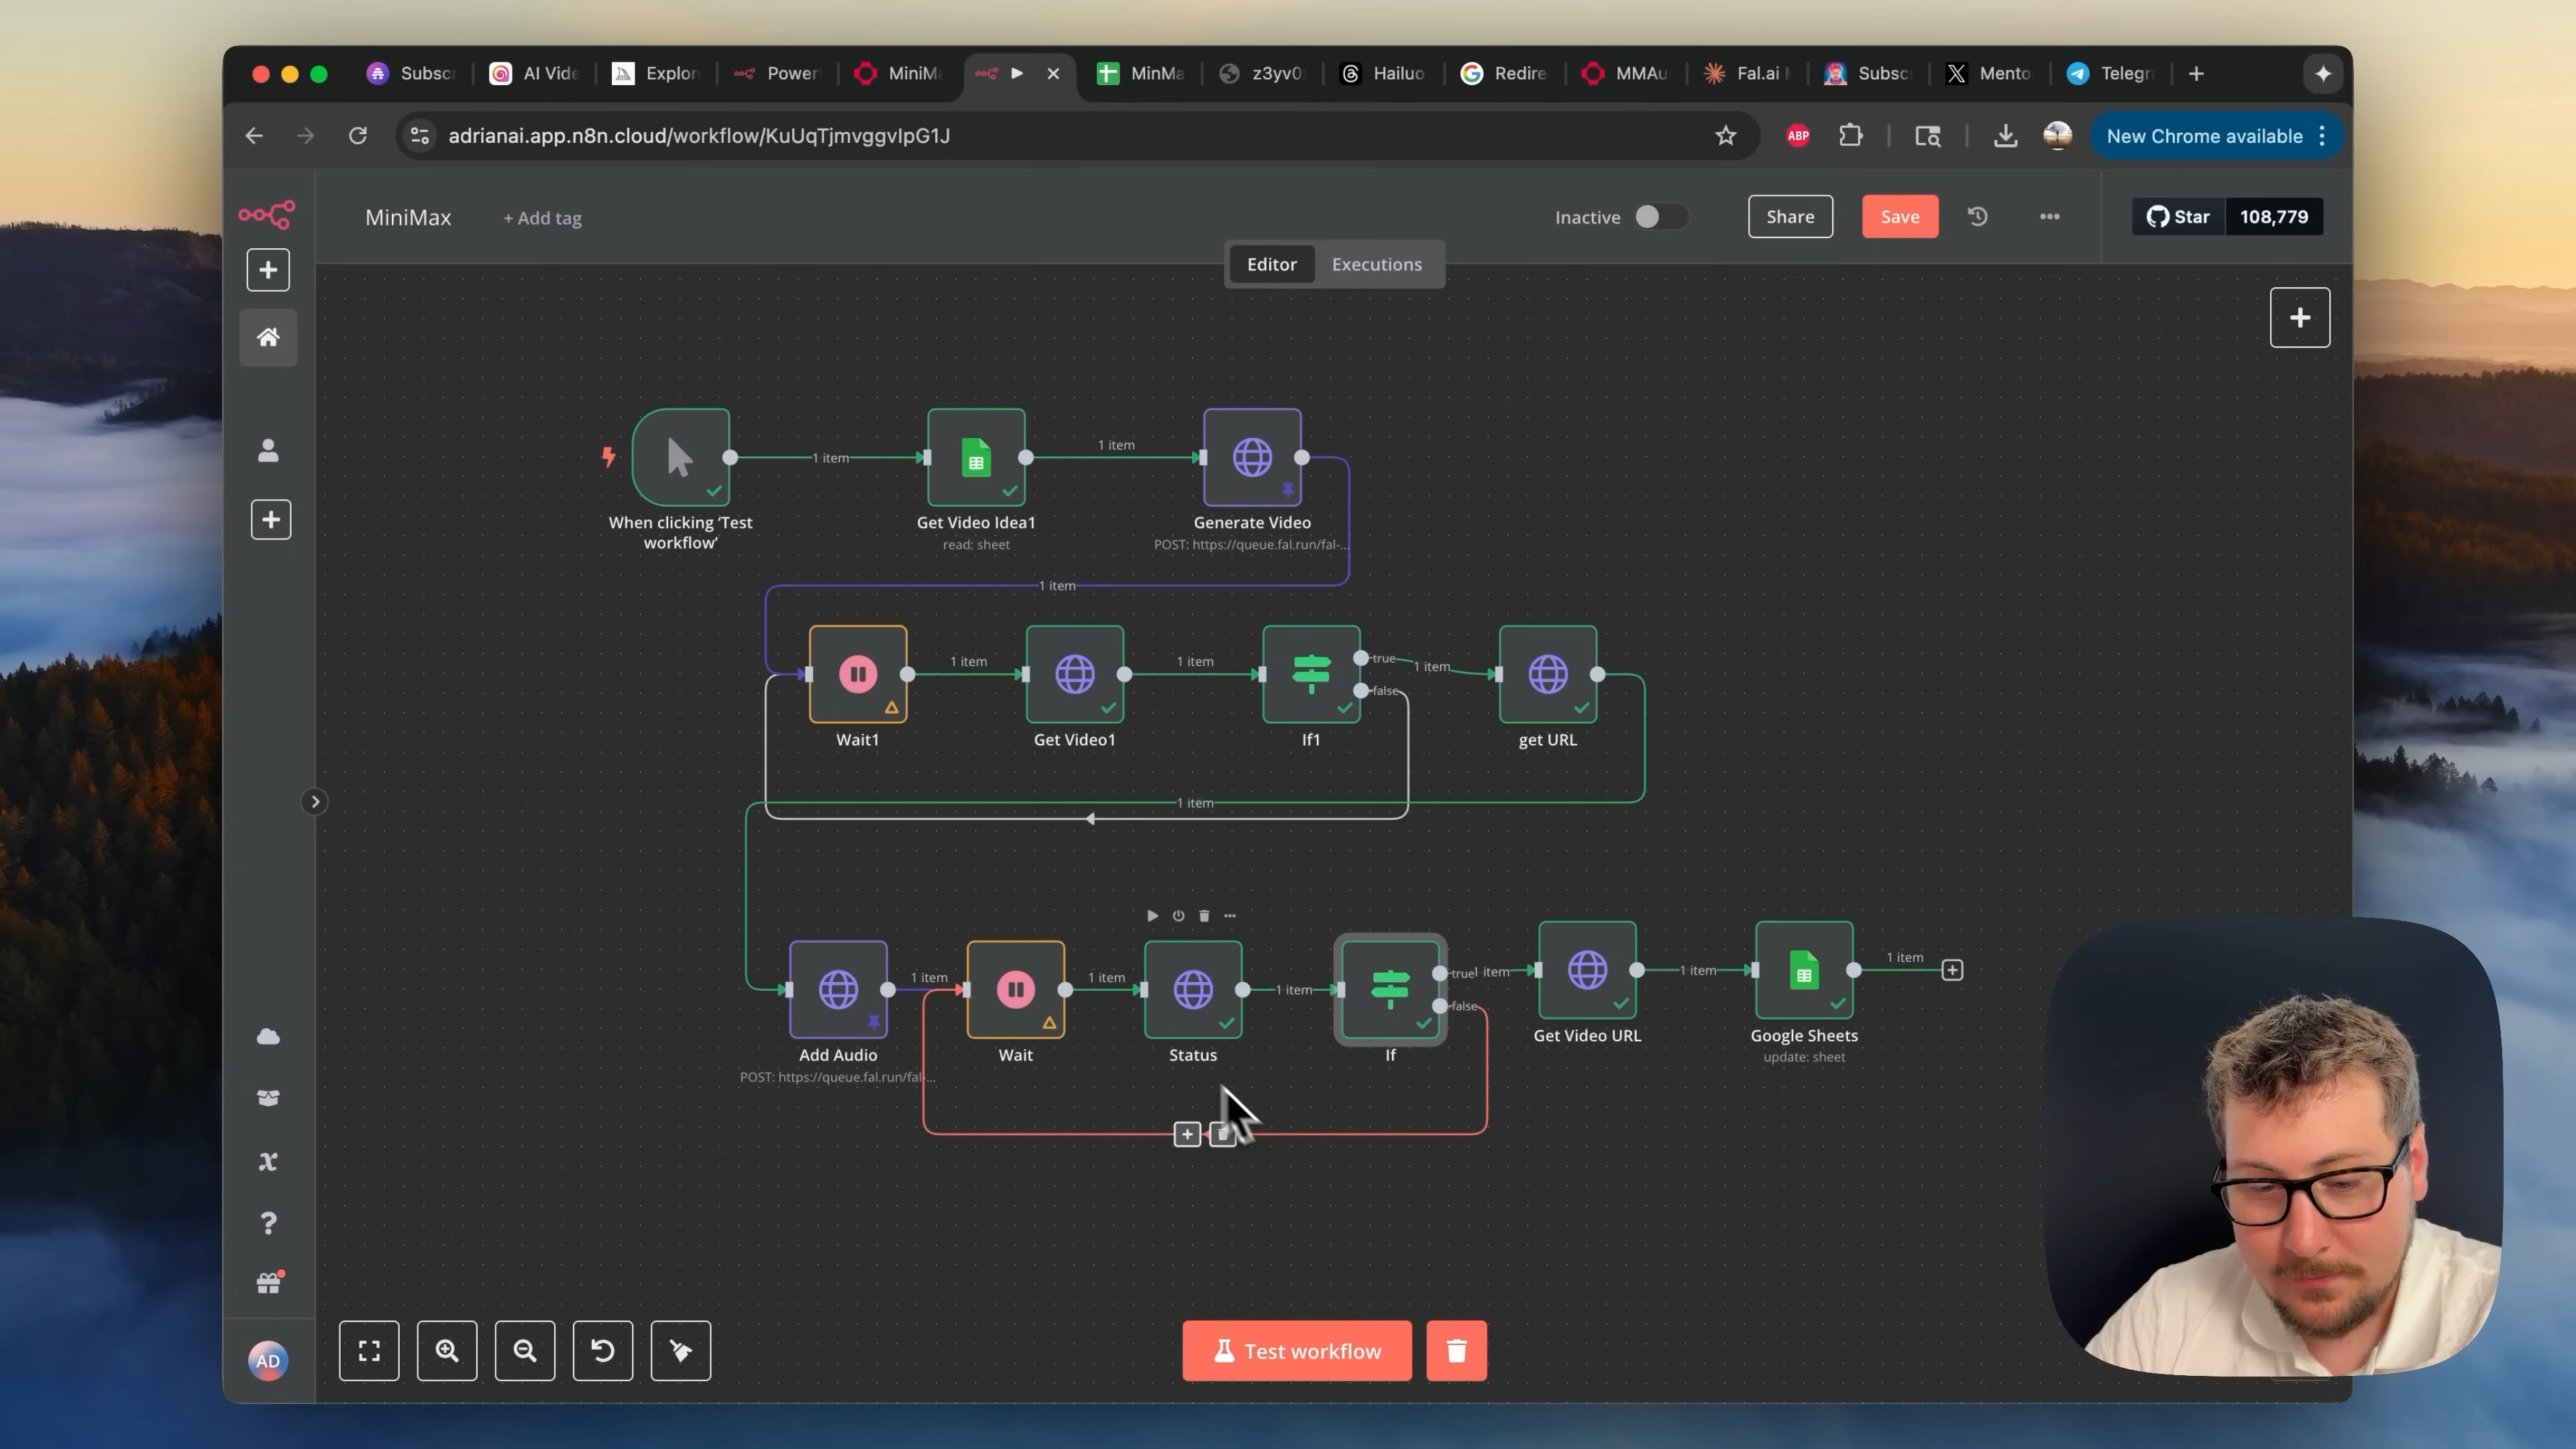 Subsc
AI Vide
Explor
Power
MiniMa
MinMa
z3yv0
Hailuo
Redire
MMAu
Fal.ai
Subsc
Mento
Telegr
adrianai.app.n8n.cloud/workflow/KuUqTjmvggvIpG1J
ABP
New Chrome available
MiniMax
+ Add tag
Inactive
Share
Save
Star
108,779
Editor
Executions
1 item
1 item
When clicking ‘Test
workflow’
Get Video Idea1
read: sheet
Generate Video
POST: https://queue.fal.run/fal-...
1 item
1 item
1 item
true
1 item
false
Wait1
Get Video1
If1
get URL
1 item
1 item
1 item
1 item
true
1 item
false
1 item
1 item
Add Audio
POST: https://queue.fal.run/fal-...
Wait
Status
If
Get Video URL
Google Sheets
update: sheet
AD
Test workflow